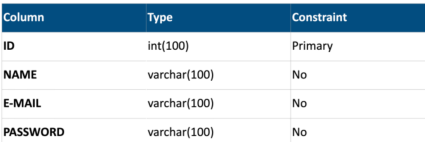 Column Type Constraint
ID int(100) Primary
NAME varchar(100) No
E-MAIL varchar(100) No
PASSWORD varchar(100) No